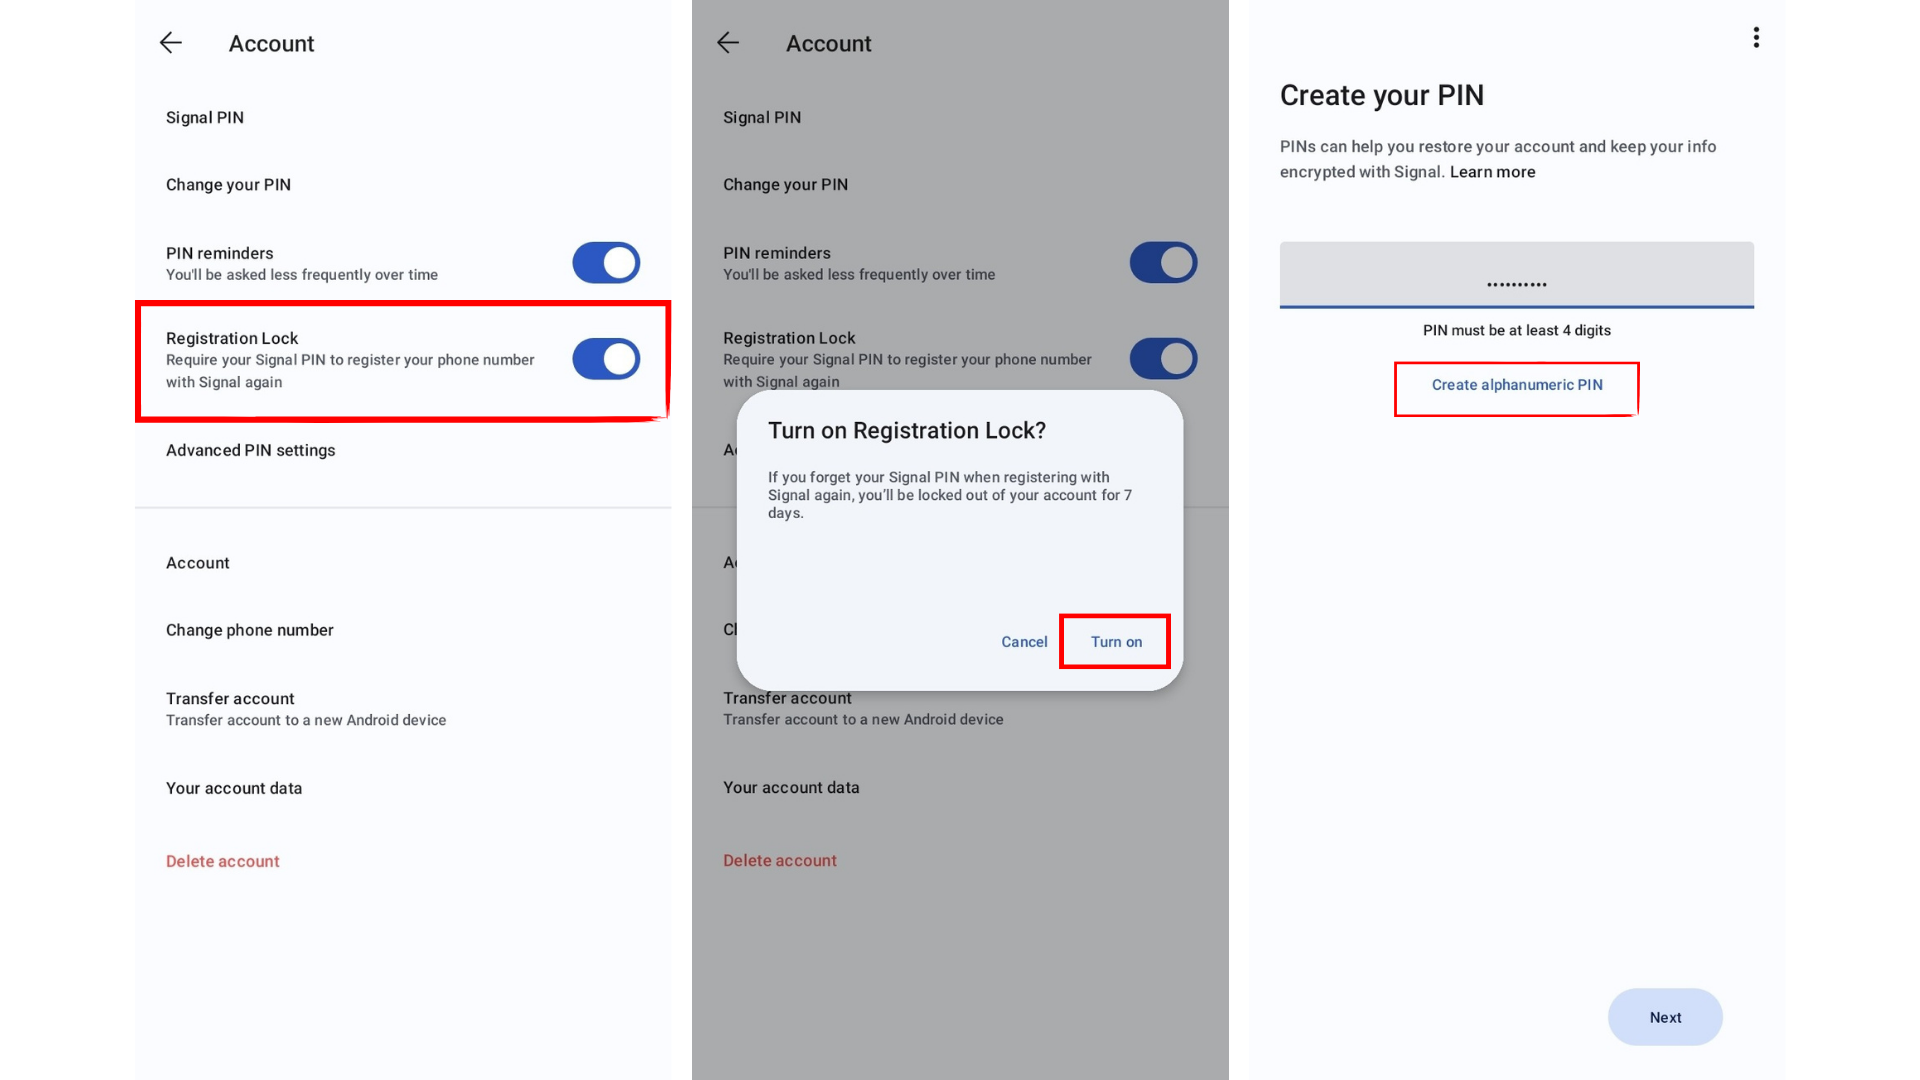 Account
Signal PIN
Change your PIN
PIN reminders
You'll be asked less frequently over time
Registration Lock
Require your Signal PIN to register your phone number
with Signal again
Advanced PIN settings
Account
Change phone number
Transfer account
Transfer account to a new Android device
Your account data
Delete account
Account
Signal PIN
Change your PIN
PIN reminders
You'll be asked less frequently over time
Registration Lock
Require your Signal PIN to register your phone number
with Signal again
A
Turn on Registration Lock?
If you forget your Signal PIN when registering with
Signal again, you'll be locked out of your account for 7
days.
A
Cl
Cancel
Turn on
Transfer account
Transfer account to a new Android device
Your account data
Delete account
Create your PIN
PINs can help you restore your account and keep your info
encrypted with Signal. Learn more
••••••••••
PIN must be at least 4 digits
Create alphanumeric PIN
Next